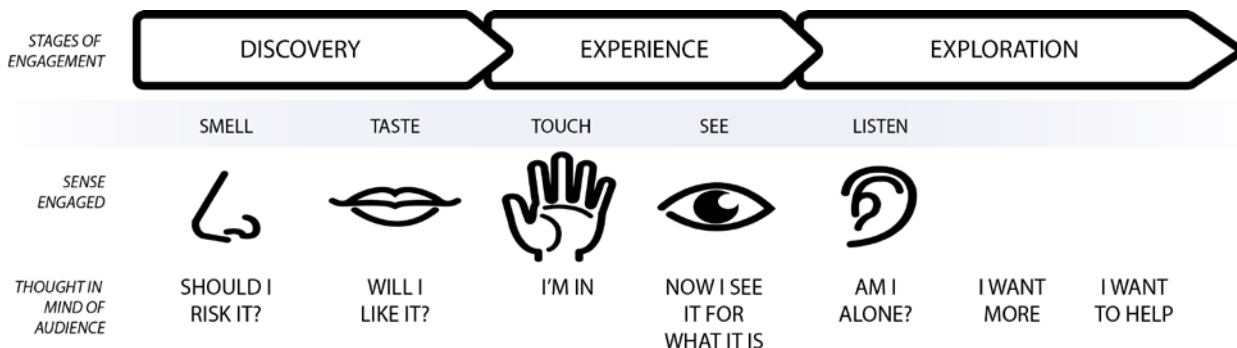 STAGES OF
ENGAGEMENT
DISCOVERY
EXPERIENCE
EXPLORATION
SMELL
TASTE
TOUCH
SEE
LISTEN
SENSE
ENGAGED
THOUGHT IN
MIND OF
AUDIENCE
SHOULD I
RISK IT?
WILL I
LIKE IT?
I'M IN
NOW I SEE
IT FOR
WHAT IT IS
AM I
ALONE?
I WANT
MORE
I WANT
TO HELP